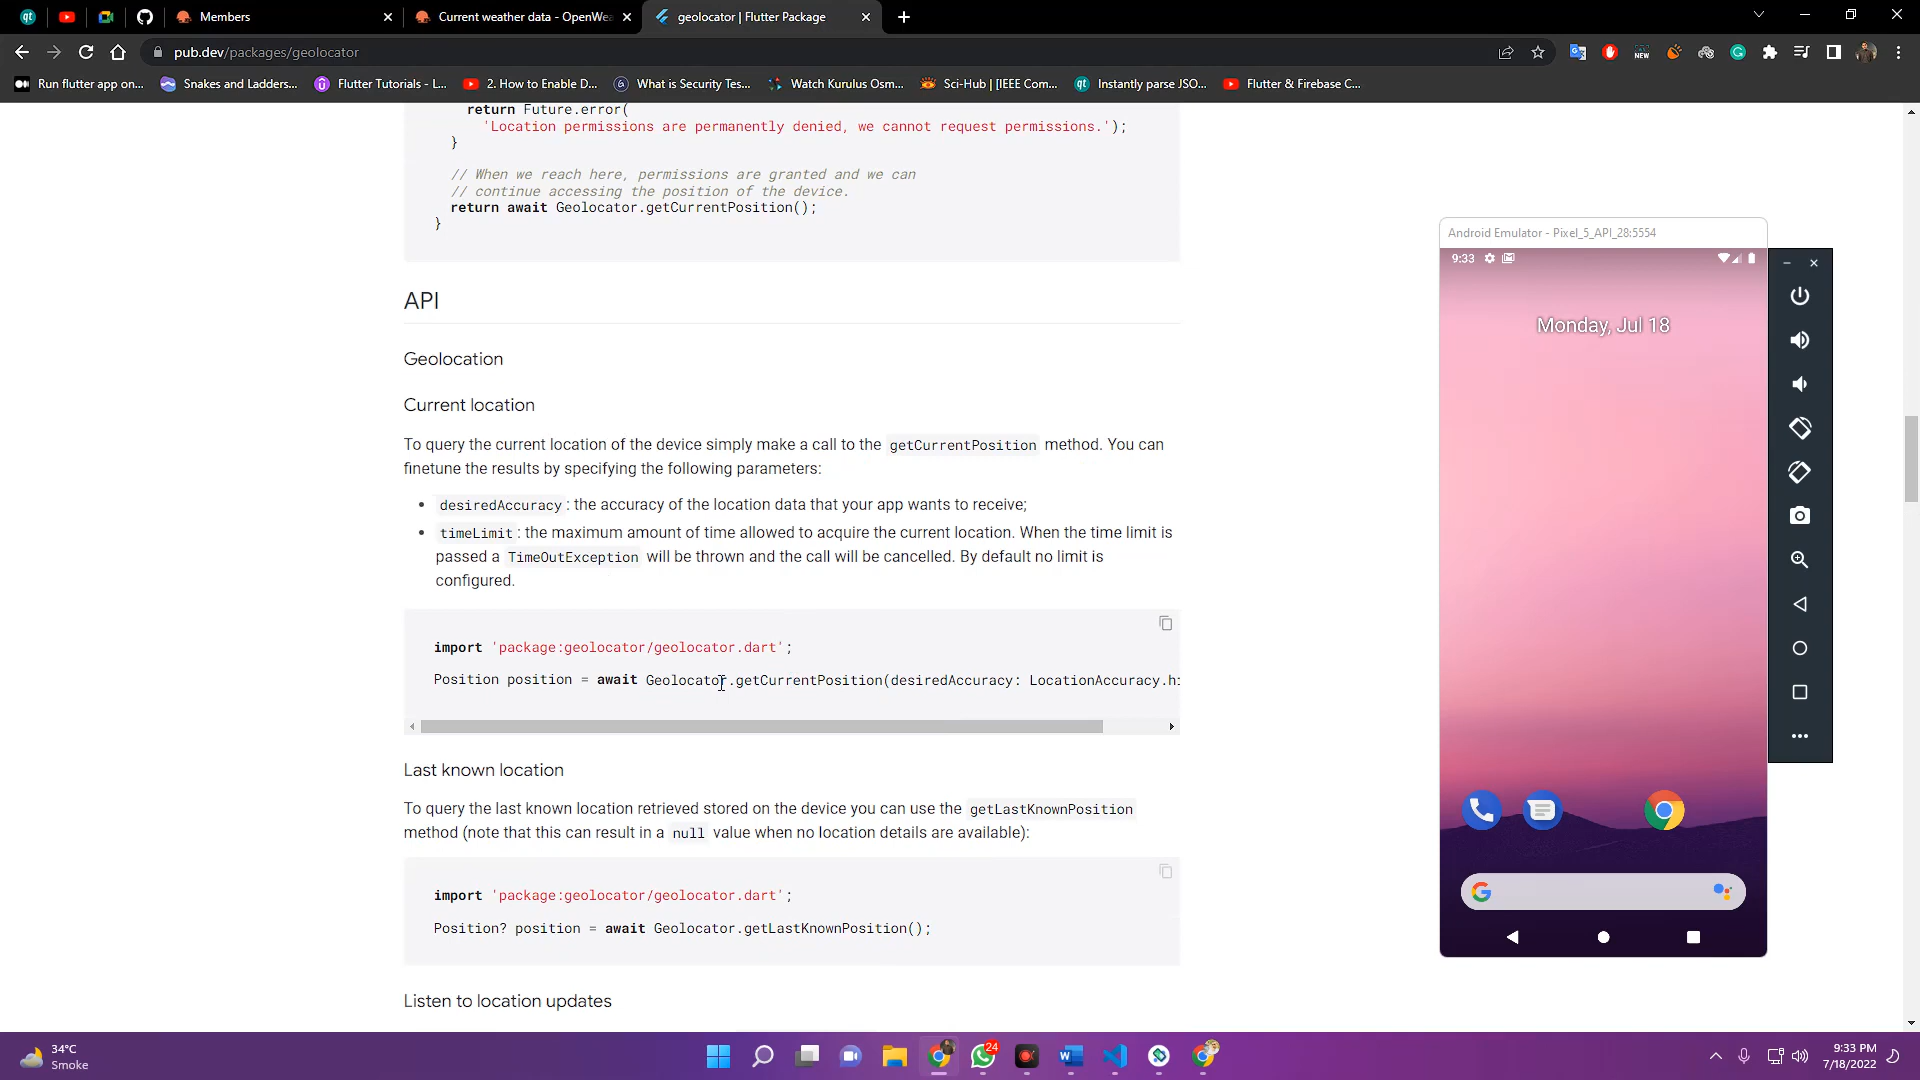 Members
Current weather data - OpenWea
geolocator | Flutter Package
pub.dev/packages/geolocator
NEW
Run flutter app on...
Snakes and Ladders...
Flutter Tutorials - L...
2. How to Enable D...
What is Security Tes...
Watch Kurulus Osm...
Sci-Hub | [IEEE Com...
Instantly parse JSO...
Flutter & Firebase C...
return Future.error(
'Location permissions are permanently denied, we cannot request permissions.');
}
// When we reach here, permissions are granted and we can
// continue accessing the position of the device.
return await Geolocator.getCurrentPosition();
}
API
Geolocation
Current location
To query the current location of the device simply make a call to the getCurrentPosition method. You can
finetune the results by specifying the following parameters:
desiredAccuracy: the accuracy of the location data that your app wants to receive;
timeLimit: the maximum amount of time allowed to acquire the current location. When the time limit is
passed a TimeOutException will be thrown and the call will be cancelled. By default no limit is
configured.
import 'package:geolocator/geolocator.dart';
Position position = await Geolocator.getCurrentPosition(desiredAccuracy: LocationAccuracy.hi
Last known location
To query the last known location retrieved stored on the device you can use the getLastKnownPosition
method (note that this can result in a null value when no location details are available):
import 'package:geolocator/geolocator.dart';
Position? position = await Geolocator.getLastKnownPosition();
Listen to location updates
Android Emulator - Pixel_5_API_28:5554
9:33
Monday, Jul 18
34°C
Smoke
24
9:33 PM
7/18/2022